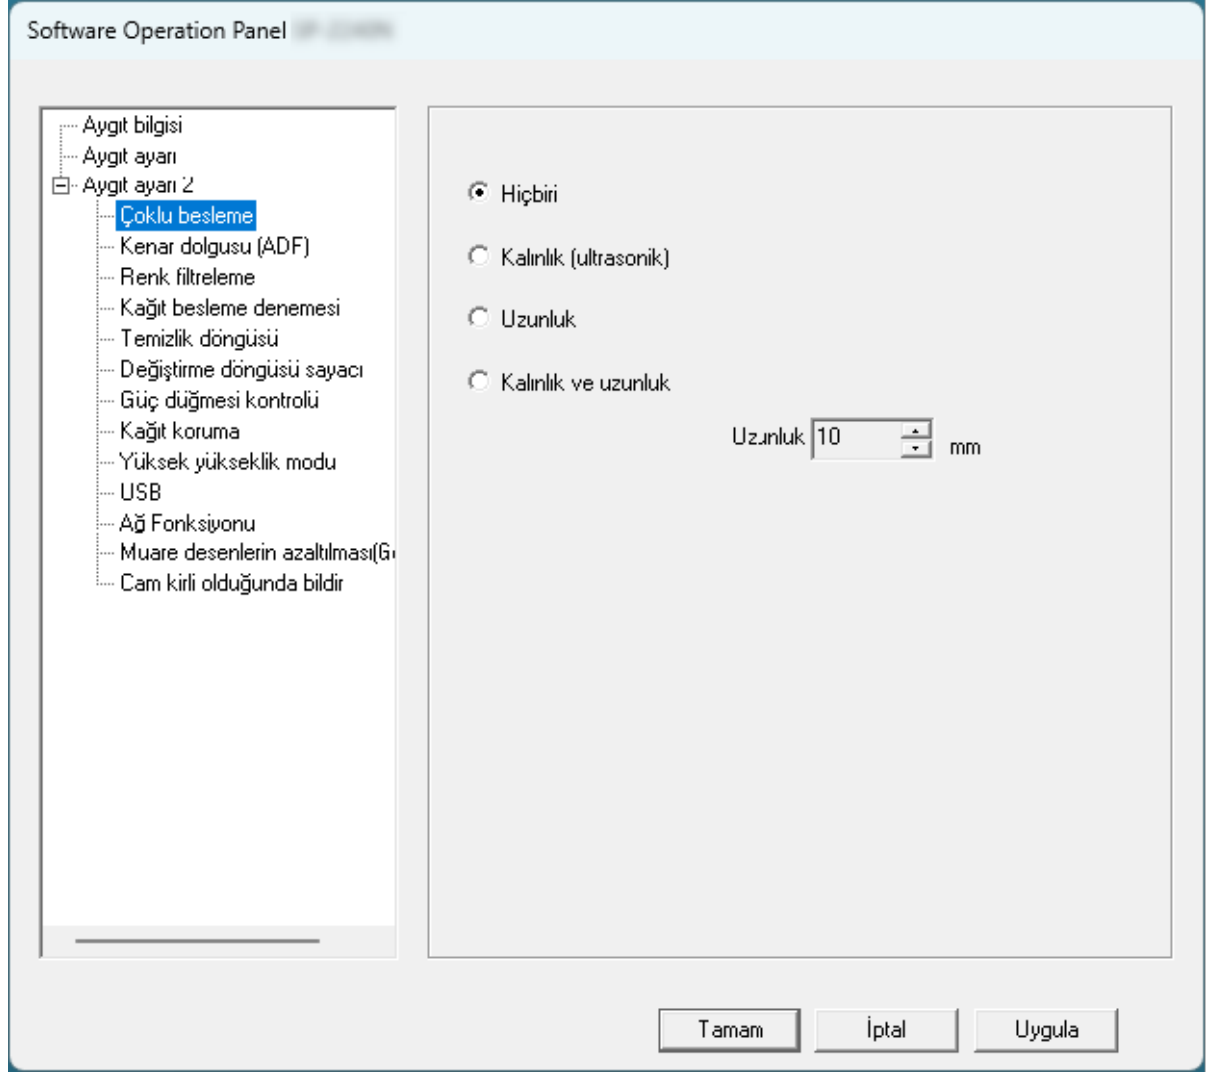 Software Operation Panel
Aygıt bilgisi
Aygıt ayarı
Aygıt ayarı 2
Çoklu besleme
Kenar dolgusu (ADF)
Renk filtreleme
Kağıt besleme denemesi
Temizlik döngüsü
Değiştirme döngüsü sayacı
Güç düğmesi kontrolü
Kağıt koruma
Yüksek yükseklik modu
USB
Ağ Fonksiyonu
Muare desenlerin azaltılması(G
Cam kirli olduğunda bildir
Hiçbiri
Kalınlık (ultrasonik)
Uzunluk
Kalınlık ve uzunluk
Uzunluk 10 mm
Tamam İptal Uygula